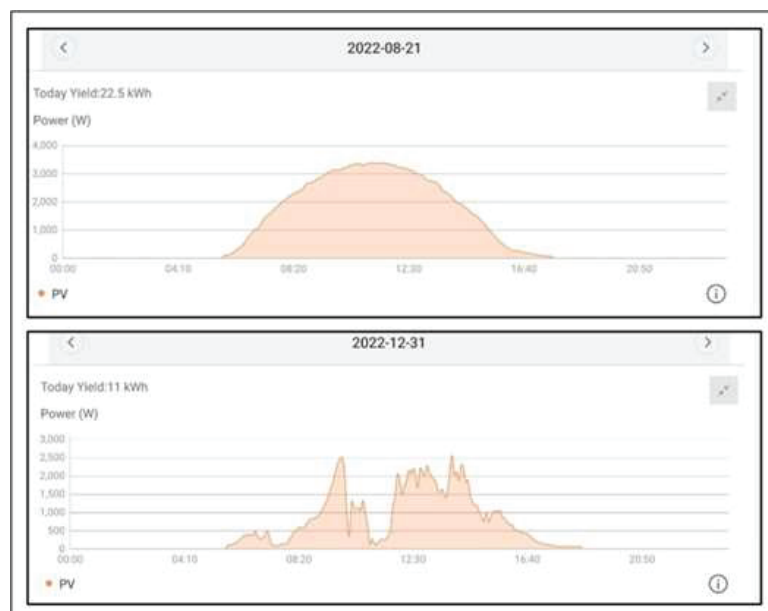 2022-08-21
Today Yield:22.5 kWh
Power (W)
4,000
3,000
2,000
1,000
0
00:00 04:10 08:20 12:30 16:40 20:50
PV
2022-12-31
Today Yield:11 kWh
Power (W)
3,000
2,500
2,000
1,500
1,000
500
0
00:00 04:10 08:20 12:30 16:40 20:50
PV